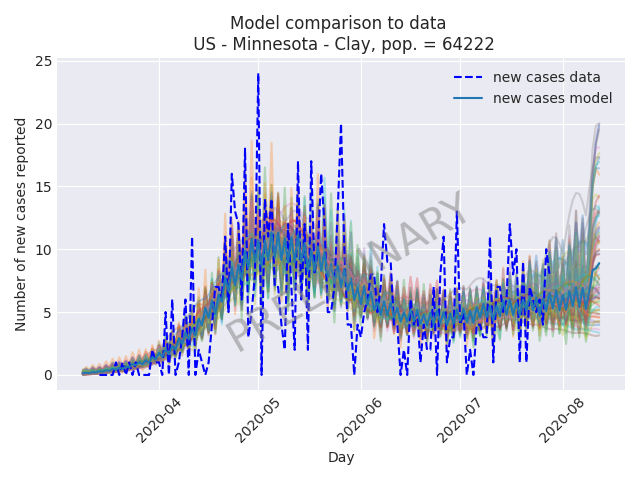 Model comparison to data
US - Minnesota - Clay, pop. = 64222
25
20
15
10
5
0
Number of new cases reported
new cases data
new cases model
PRELIMINARY
2020-04
2020-05
2020-06
2020-07
2020-08
Day